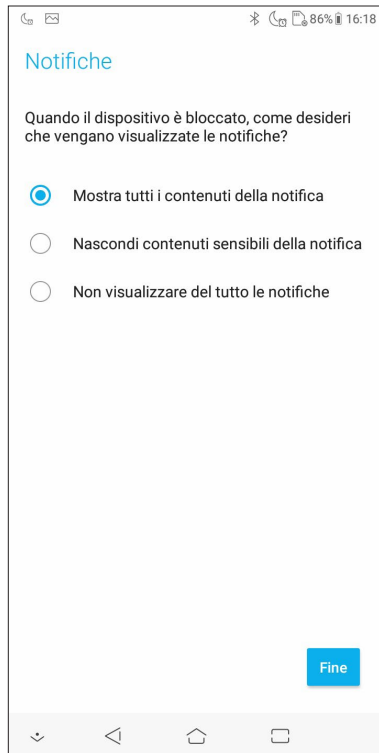 86% 16:18
Notifiche
Quando il dispositivo è bloccato, come desideri
che vengano visualizzate le notifiche?
Mostra tutti i contenuti della notifica
Nascondi contenuti sensibili della notifica
Non visualizzare del tutto le notifiche
Fine